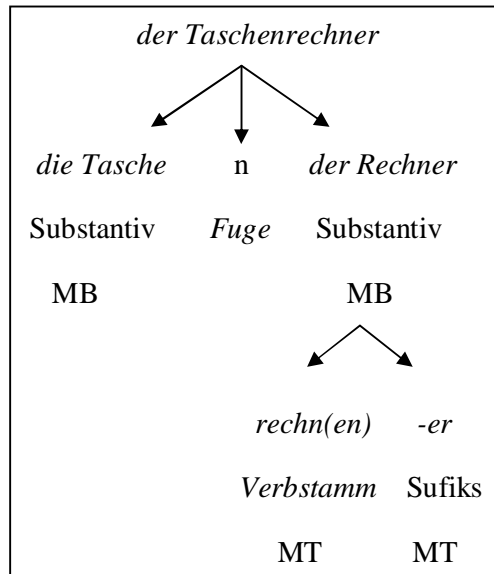 der Taschenrechner
die Tasche n der Rechner
Substantiv Fuge Substantiv
MB MB
rechn(en) -er
Verbstamm Sufiks
MT MT